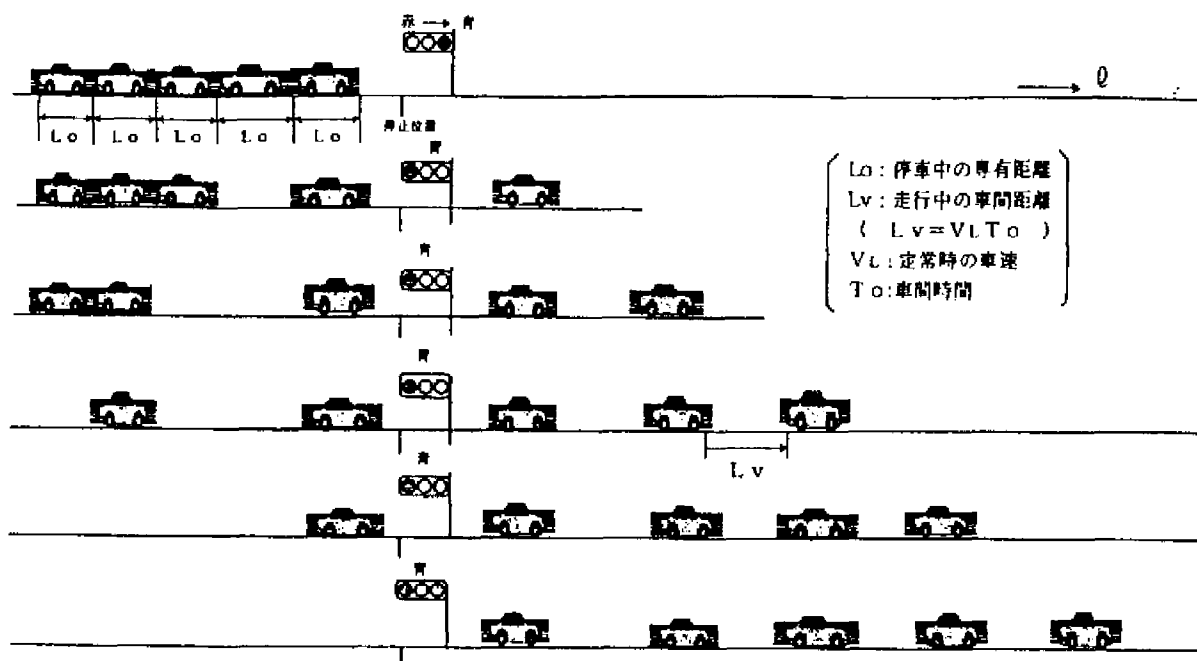 赤 → 青
ℓ
Lo Lo Lo Lo Lo
停止位置
青
Lo:停車中の専有距離
Lv:走行中の車間距離
( Lv=VLTo )
VL:定常時の車速
To:車間時間
青
青
Lv
青
青